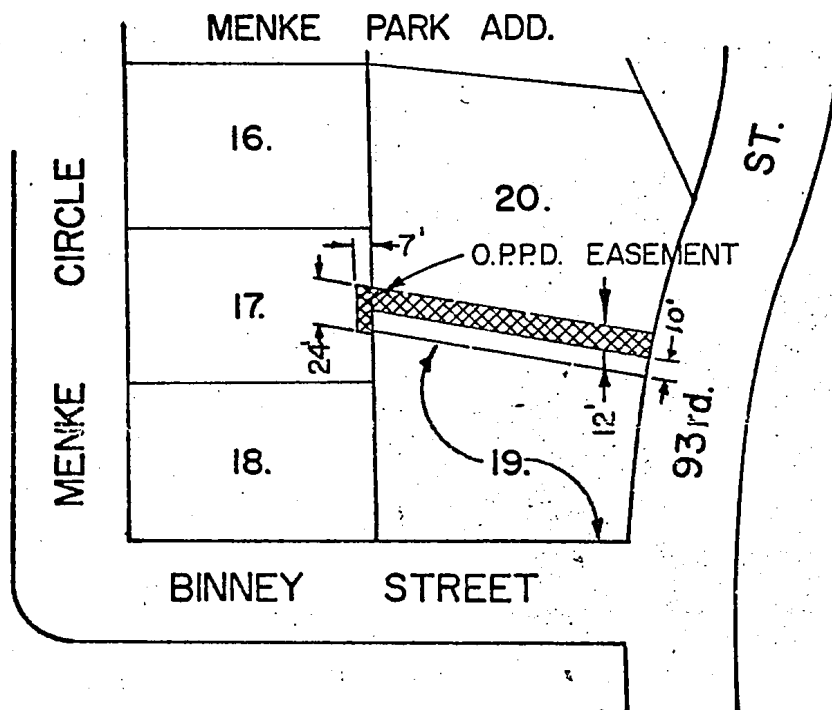 MENKE PARK ADD.
16.
20.
ST.
MENKE CIRCLE
7'
O.P.P.D. EASEMENT
17.
24'
10'
12'
93rd.
18.
19.
BINNEY STREET